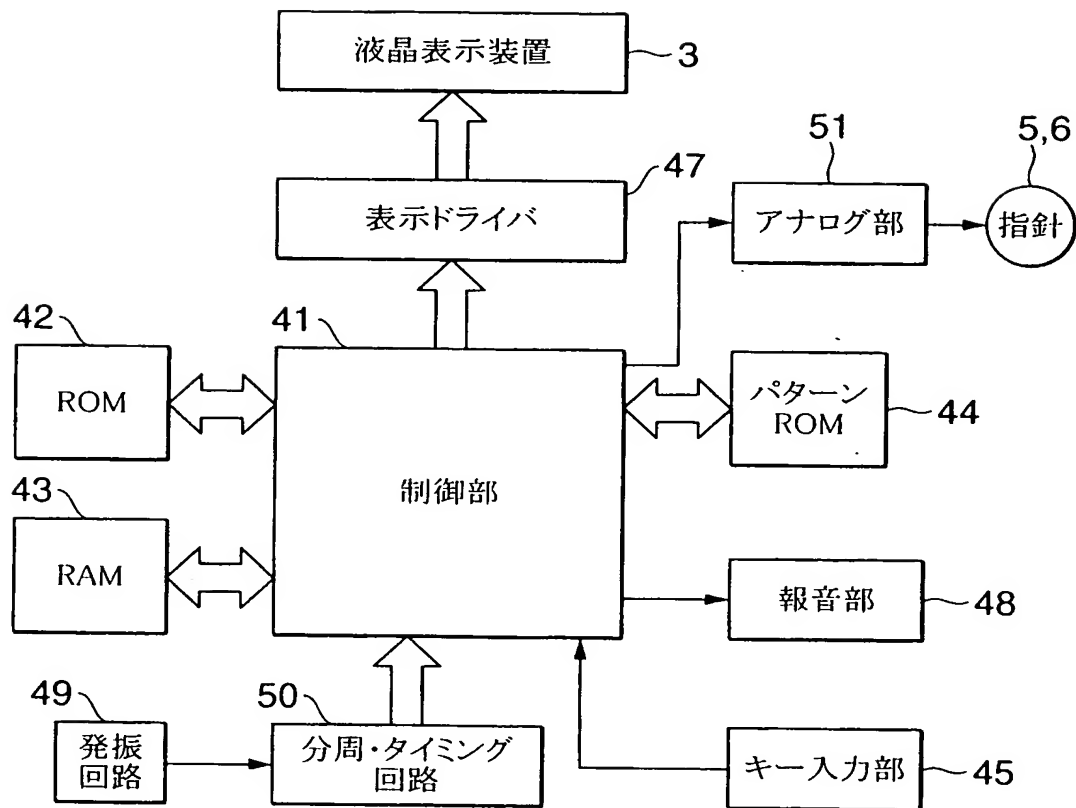 液晶表示装置
3
47
表示ドライバ
51
アナログ部
5,6
指針
42
ROM
41
制御部
パターン
ROM
44
43
RAM
報音部
48
49
発振
回路
50
分周・タイミング
回路
キー入力部
45